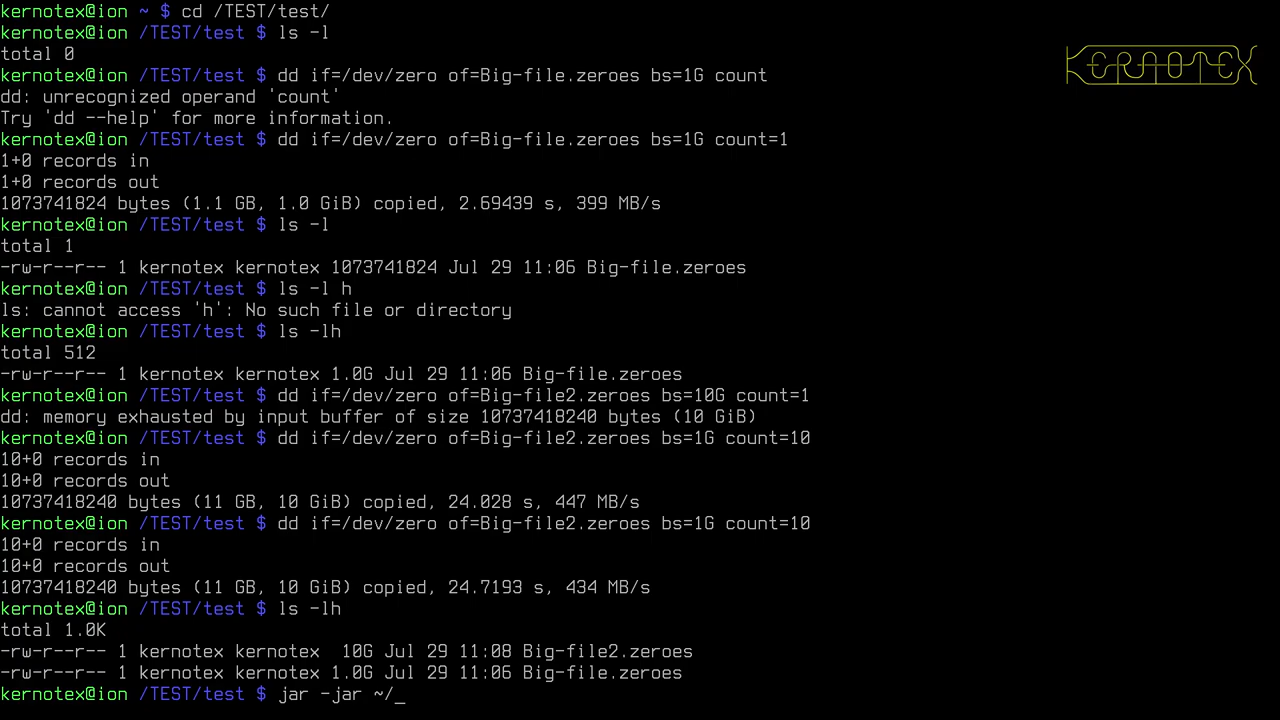 kernotex@ion ~ $ cd /TEST/test/
kernotex@ion /TEST/test $ ls -l
total 0
kernotex@ion /TEST/test $ dd if=/dev/zero of=Big-file.zeroes bs=1G count
dd: unrecognized operand 'count'
Try 'dd --help' for more information.
kernotex@ion /TEST/test $ dd if=/dev/zero of=Big-file.zeroes bs=1G count=1
1+0 records in
1+0 records out
1073741824 bytes (1.1 GB, 1.0 GiB) copied, 2.69439 s, 399 MB/s
kernotex@ion /TEST/test $ ls -l
total 1
-rw-r--r-- 1 kernotex kernotex 1073741824 Jul 29 11:06 Big-file.zeroes
kernotex@ion /TEST/test $ ls -l h
ls: cannot access 'h': No such file or directory
kernotex@ion /TEST/test $ ls -lh
total 512
-rw-r--r-- 1 kernotex kernotex 1.0G Jul 29 11:06 Big-file.zeroes
kernotex@ion /TEST/test $ dd if=/dev/zero of=Big-file2.zeroes bs=10G count=1
dd: memory exhausted by input buffer of size 10737418240 bytes (10 GiB)
kernotex@ion /TEST/test $ dd if=/dev/zero of=Big-file2.zeroes bs=1G count=10
10+0 records in
10+0 records out
10737418240 bytes (11 GB, 10 GiB) copied, 24.028 s, 447 MB/s
kernotex@ion /TEST/test $ dd if=/dev/zero of=Big-file2.zeroes bs=1G count=10
10+0 records in
10+0 records out
10737418240 bytes (11 GB, 10 GiB) copied, 24.7193 s, 434 MB/s
kernotex@ion /TEST/test $ ls -lh
total 1.0K
-rw-r--r-- 1 kernotex kernotex  10G Jul 29 11:08 Big-file2.zeroes
-rw-r--r-- 1 kernotex kernotex 1.0G Jul 29 11:06 Big-file.zeroes
kernotex@ion /TEST/test $ jar -jar ~/_
KERNOTEX